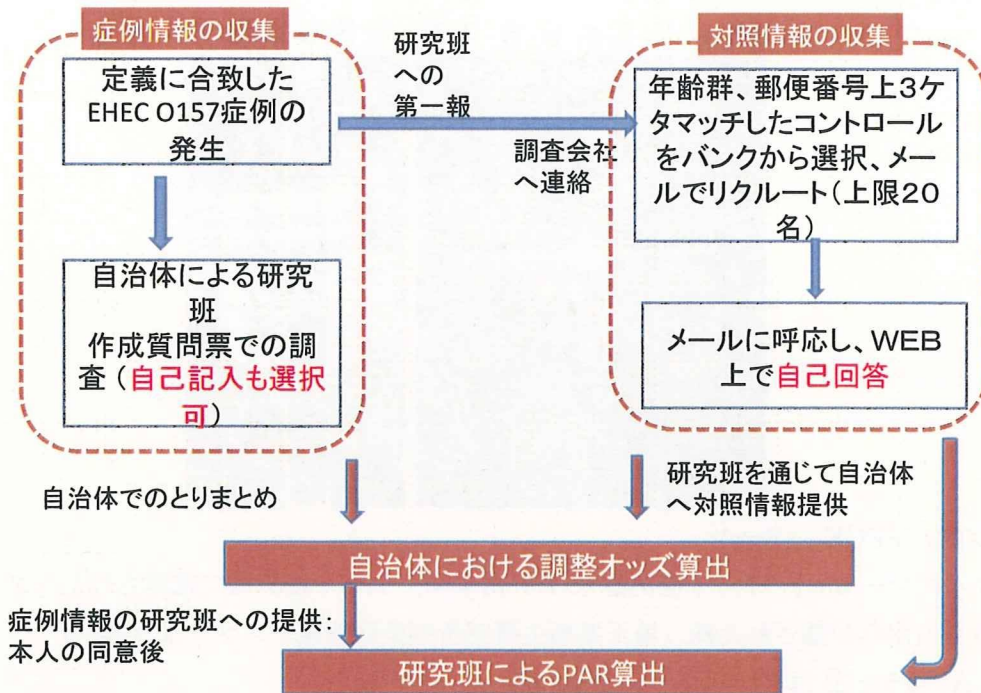 症例情報の収集
定義に合致した
EHEC O157症例の
発生
自治体による研究
班
作成質問票での調
査（自己記入も選択
可）
研究班
への
第一報
調査会社
へ連絡
対照情報の収集
年齢群、郵便番号上3ケ
タマッチしたコントロール
をバンクから選択、メー
ルでリクルート（上限20
名）
メールに呼応し、WEB
上で自己回答
自治体でのとりまとめ
研究班を通じて自治体
へ対照情報提供
自治体における調整オッズ算出
症例情報の研究班への提供：
本人の同意後
研究班によるPAR算出